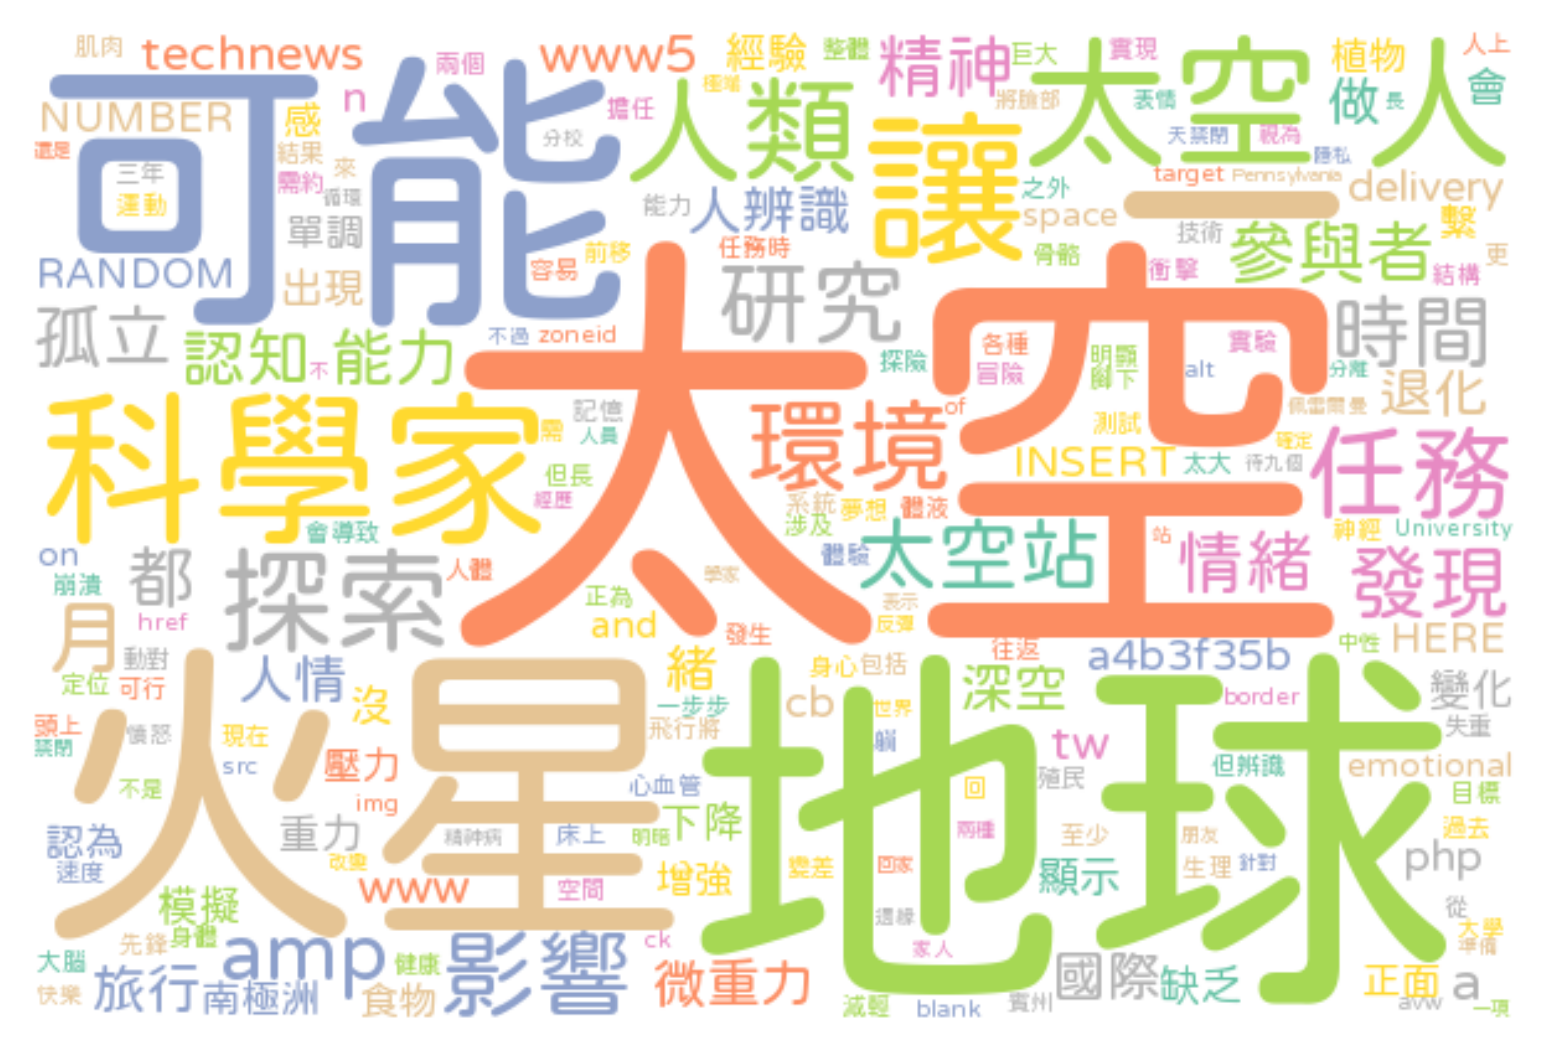 肌肉 technews 兩個 www5 經驗 整體 精神 巨大 實現 植物 人上
可能 太空人 會
NUMBER 感 n 擔任 人類 極端 讓 將臉部 表情 做 長
還是 三年 結果 來 分校 天禁閉 視為 隱私
運動 需約 循環 能力 人辨識 之外 target Pennsylvania delivery
單調 space 一 技術 參與者 繫 更
RANDOM 出現 容易 前移 任務時 骨骼 衝擊 結構
孤立 認知 不 能力 不過 zoneid 研究 太空 時間
探險 各種 冒險 明顯 腳下 alt 實驗 分離
科學家 需 記憶 人員 環境 of 測試 佩雷爾曼 退化
但長 經歷 INSERT 太大 待九個 確定 任務
會導致 系統 夢想 體液 涉及 神經 University
on 都 探索 人體 學家 體驗 太空站 站 情緒 發現
崩潰 href 正為 and 發生 表示 反彈 往返 a4b3f35b 中性 HERE
月 動對 人情 緒 身心 包括 深空 變化
定位 可行 沒 一步步 cb 世界 border 失重
頭上 禁閉 憤怒 現在 飛行將 躺 tw 但辨識 emotional
火星 地球
不是 src 壓力 img 心血管 回 殖民 目標
認為 速度 重力 精神病 床上 明暗 下降 兩種 至少 朋友 過去
改變 www 空間 增強 變差 回家 顯示 生理 針對 php
模擬 身體 週緣 從
大腦 先鋒 amp 健康 影響 ck 家人 大學 準備
快樂 旅行 南極洲 食物 微重力 減輕 blank 賓州 國際 缺乏 正面 a avw 一項